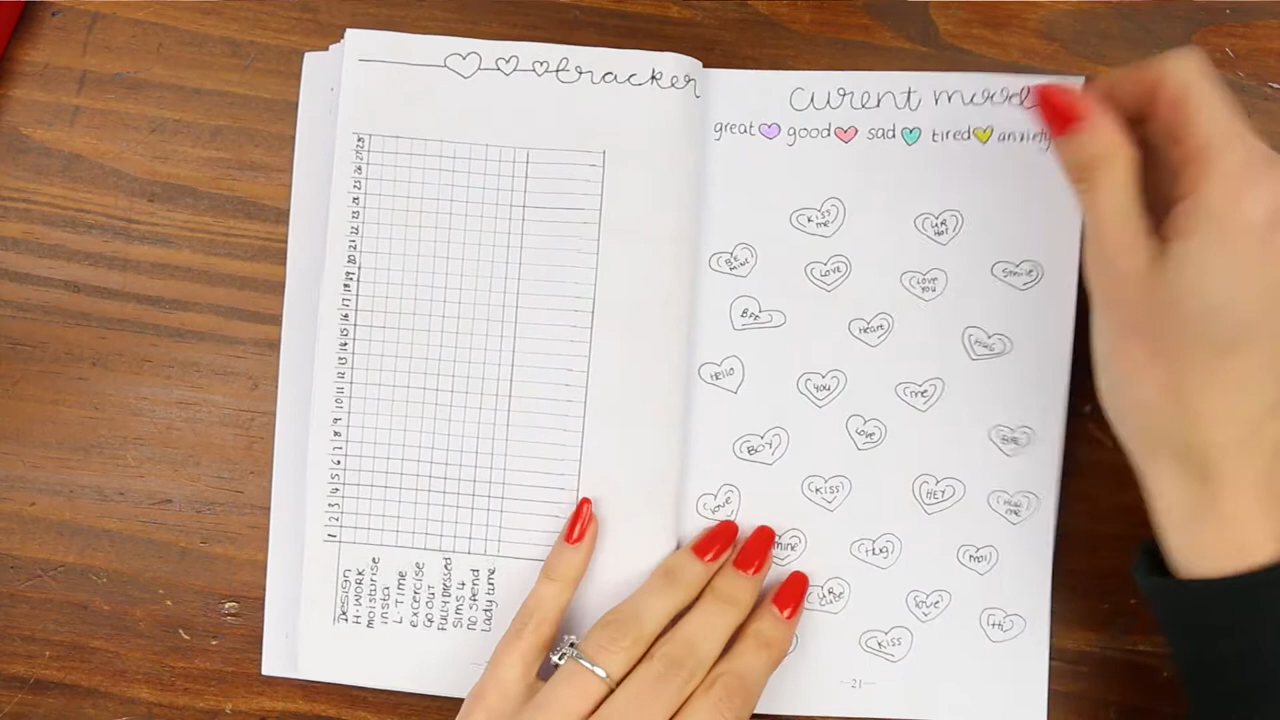 tracker
28
27
26
25
24
23
22
21
20
19
18
17
16
15
14
13
12
11
10
9
8
7
6
5
4
3
2
1
Design
H·WORK
moisturise
insta
L·TIME
excercise
GO OUT
FULLY DRESSED
SIMS 4
NO SPEND
Lady time
curent mood
great good sad tired anxiety
KISS me
U R HOT
BE MINE
LOVE
LOVE YOU
Smile
Heart
HUG
Hello
you
me
Love
BOY
KISS
HEY
love
mine
Hug
moi
love
Hi
KISS
—21—